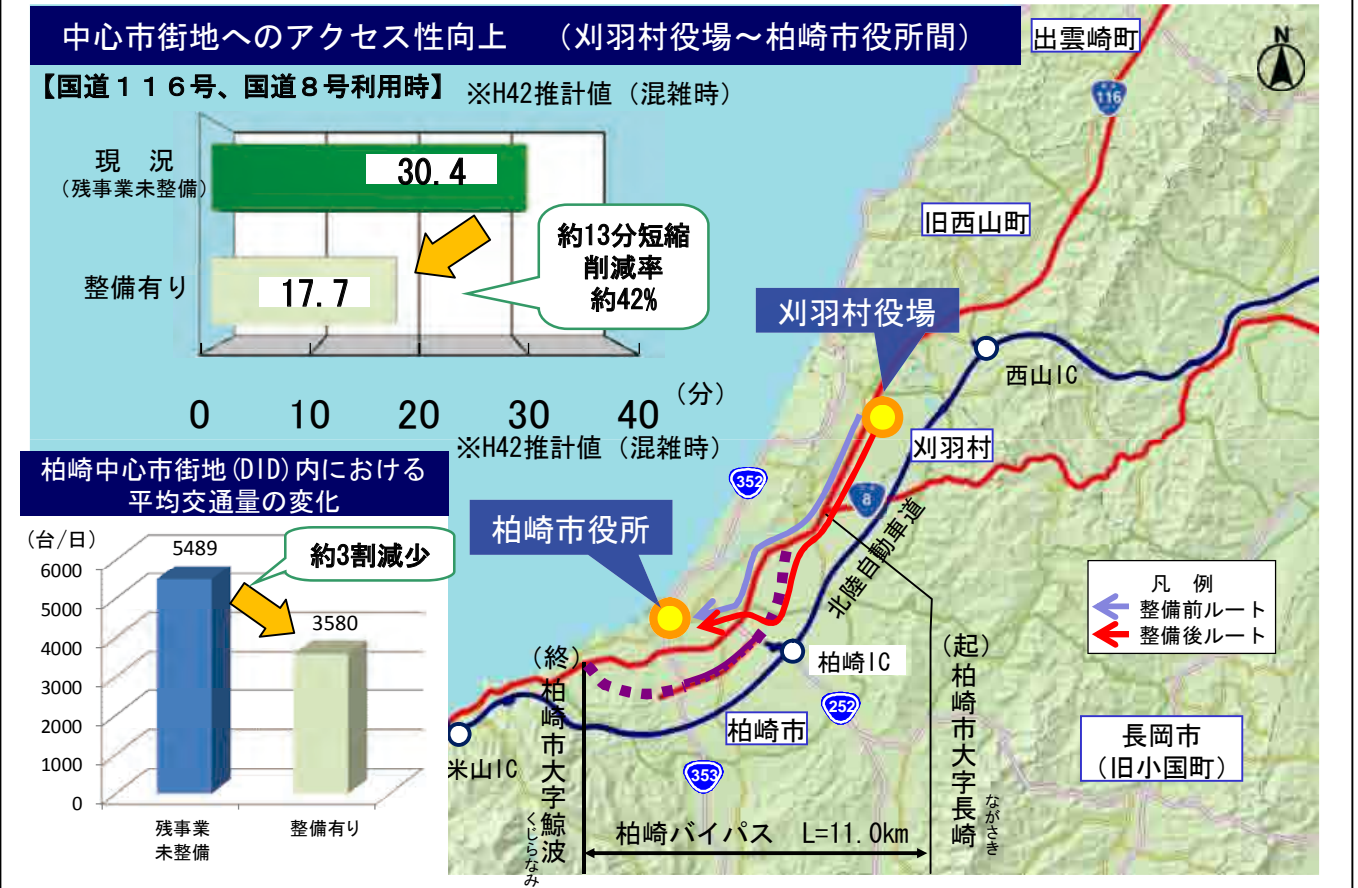 中心市街地へのアクセス性向上　（刈羽村役場～柏崎市役所間）
【国道１１６号、国道８号利用時】 ※H42推計値（混雑時）
現　況
（残事業未整備）
30.4
整備有り
17.7
約13分短縮
削減率
約42%
0 10 20 30 40 （分）
※H42推計値（混雑時）
柏崎中心市街地(DID)内における
平均交通量の変化
(台/日)
6000
5000
4000
3000
2000
1000
0
5489
3580
約3割減少
残事業
未整備
整備有り
出雲崎町
N
116
旧西山町
刈羽村役場
西山IC
刈羽村
352
8
柏崎市役所
北陸自動車道
凡　例
整備前ルート
整備後ルート
柏崎IC
252
柏崎市
353
米山IC
長岡市
（旧小国町）
（終）柏崎市大字鯨波
くじらなみ
（起）柏崎市大字長崎
ながさき
柏崎バイパス　L=11.0km